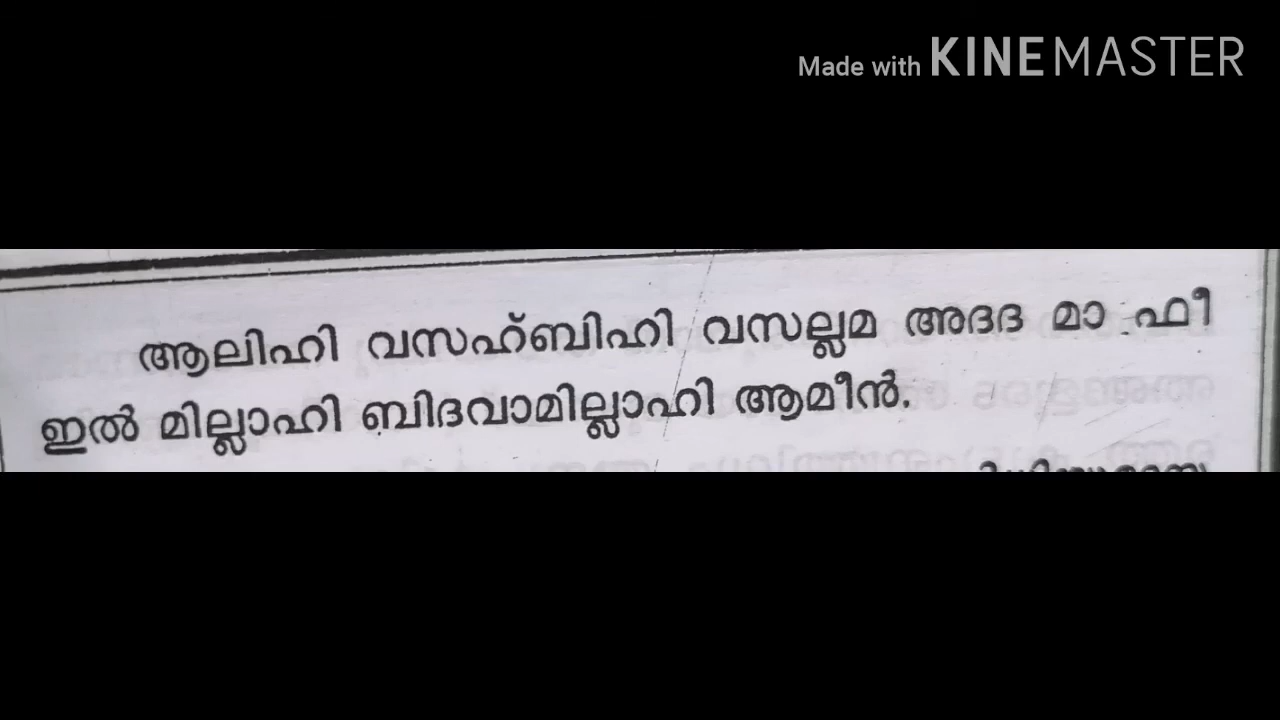 Made with KINEMASTER
ആലിഹി വസഹ്ബിഹി വസല്ലമ അദദ മാ ഫീ
ഇൽ മില്ലാഹി ബിദവാമില്ലാഹി ആമീൻ.